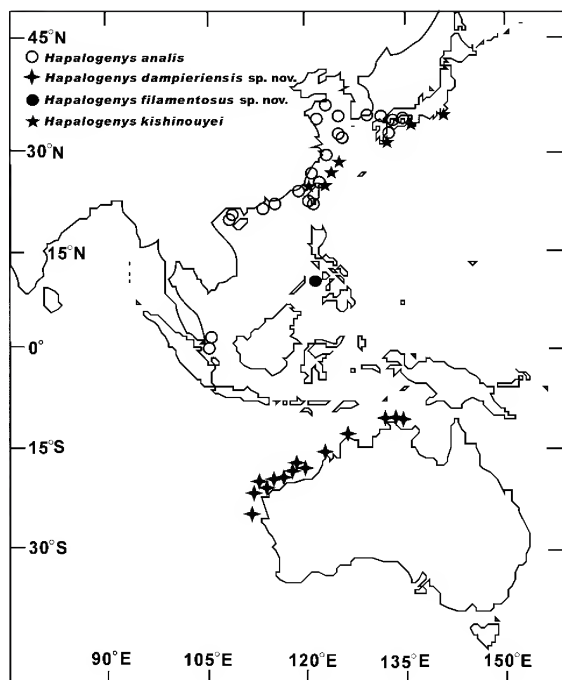 45°N
Hapalogenys analis
Hapalogenys dampieriensis sp. nov.
Hapalogenys filamentosus sp. nov.
Hapalogenys kishinouyei
30°N
15°N
0°
15°S
30°S
90°E 105°E 120°E 135°E 150°E